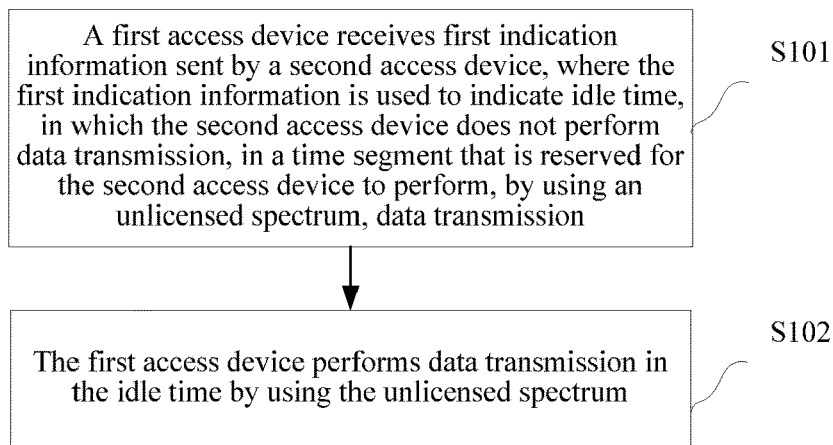 A first access device receives first indication
information sent by a second access device, where the
first indication information is used to indicate idle time,
in which the second access device does not perform
data transmission, in a time segment that is reserved for
the second access device to perform, by using an
unlicensed spectrum, data transmission
S101
The first access device performs data transmission in
the idle time by using the unlicensed spectrum
S102